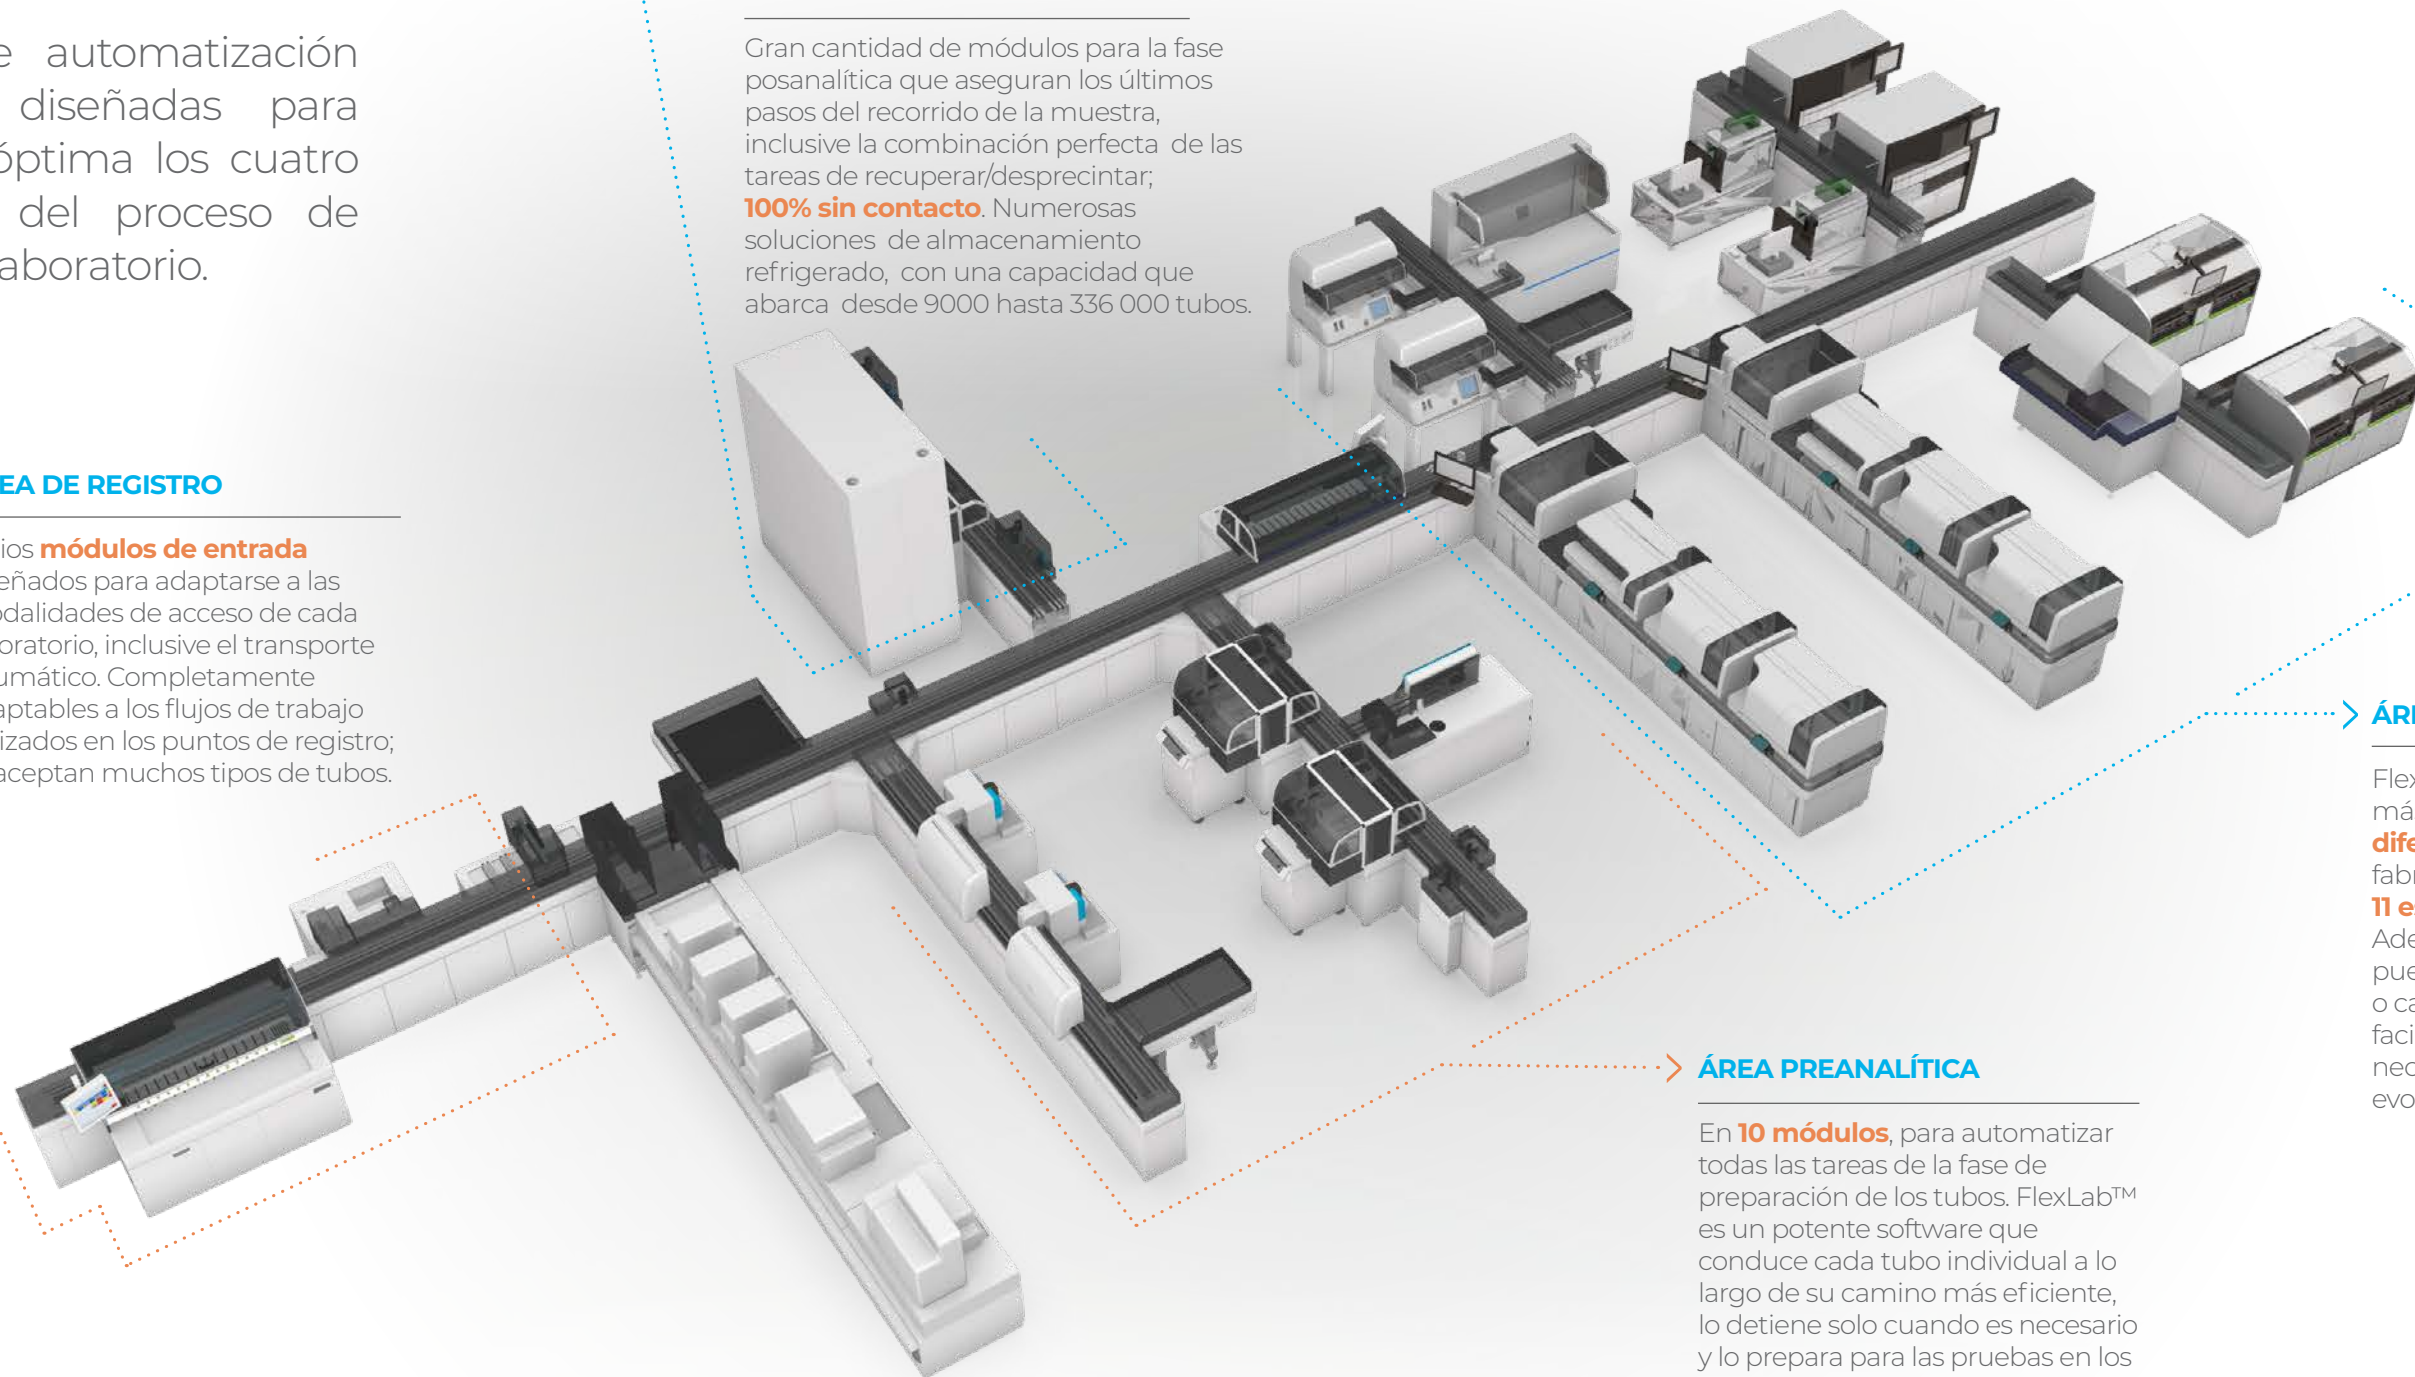 automatización
diseñadas para
óptima los cuatro
del proceso de
aboratorio.
Gran cantidad de módulos para la fase
posanalítica que aseguran los últimos
pasos del recorrido de la muestra,
inclusive la combinación perfecta de las
tareas de recuperar/desprecintar;
100% sin contacto. Numerosas
soluciones de almacenamiento
refrigerado, con una capacidad que
abarca desde 9000 hasta 336 000 tubos.
EA DE REGISTRO
ios módulos de entrada
eñados para adaptarse a las
odalidades de acceso de cada
oratorio, inclusive el transporte
umático. Completamente
aptables a los flujos de trabajo
izados en los puntos de registro;
aceptan muchos tipos de tubos.
ÁREA PREANALÍTICA
En 10 módulos, para automatizar
todas las tareas de la fase de
preparación de los tubos. FlexLab™
es un potente software que
conduce cada tubo individual a lo
largo de su camino más eficiente,
lo detiene solo cuando es necesario
y lo prepara para las pruebas en los
ÁR
Flex
má
dife
fabr
11 e
Ade
pue
o ca
faci
nec
evo